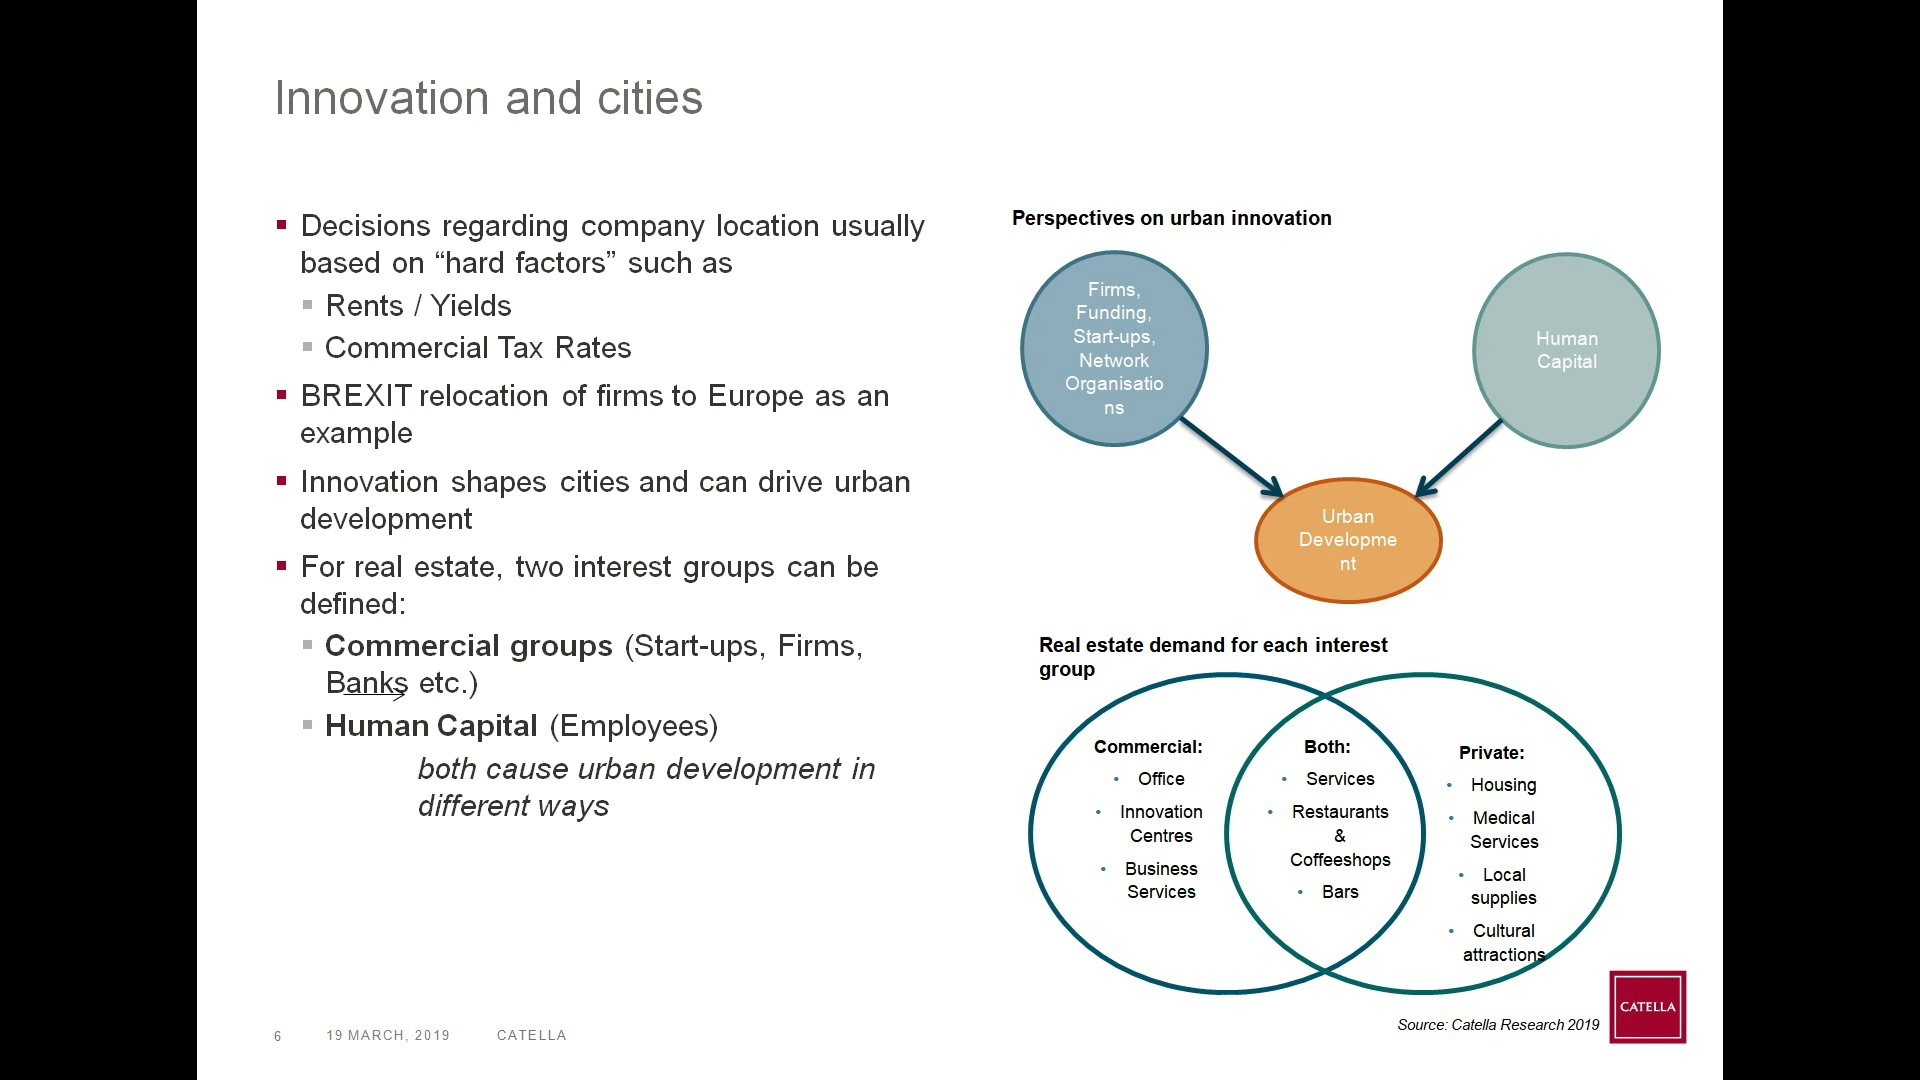 Innovation and cities
Decisions regarding company location usually
based on “hard factors” such as
Rents / Yields
Commercial Tax Rates
BREXIT relocation of firms to Europe as an
example
Innovation shapes cities and can drive urban
development
For real estate, two interest groups can be
defined:
Commercial groups (Start-ups, Firms,
Banks etc.)
Human Capital (Employees)
both cause urban development in
different ways
Perspectives on urban innovation
Firms,
Funding,
Start-ups,
Network
Organisatio
ns
Human
Capital
Urban
Developme
nt
Real estate demand for each interest
group
Commercial:
• Office
• Innovation
Centres
• Business
Services
Both:
• Services
• Restaurants
&
Coffeeshops
• Bars
Private:
• Housing
• Medical
Services
• Local
supplies
• Cultural
attractions
Source: Catella Research 2019
CATELLA
6 19 MARCH, 2019 CATELLA